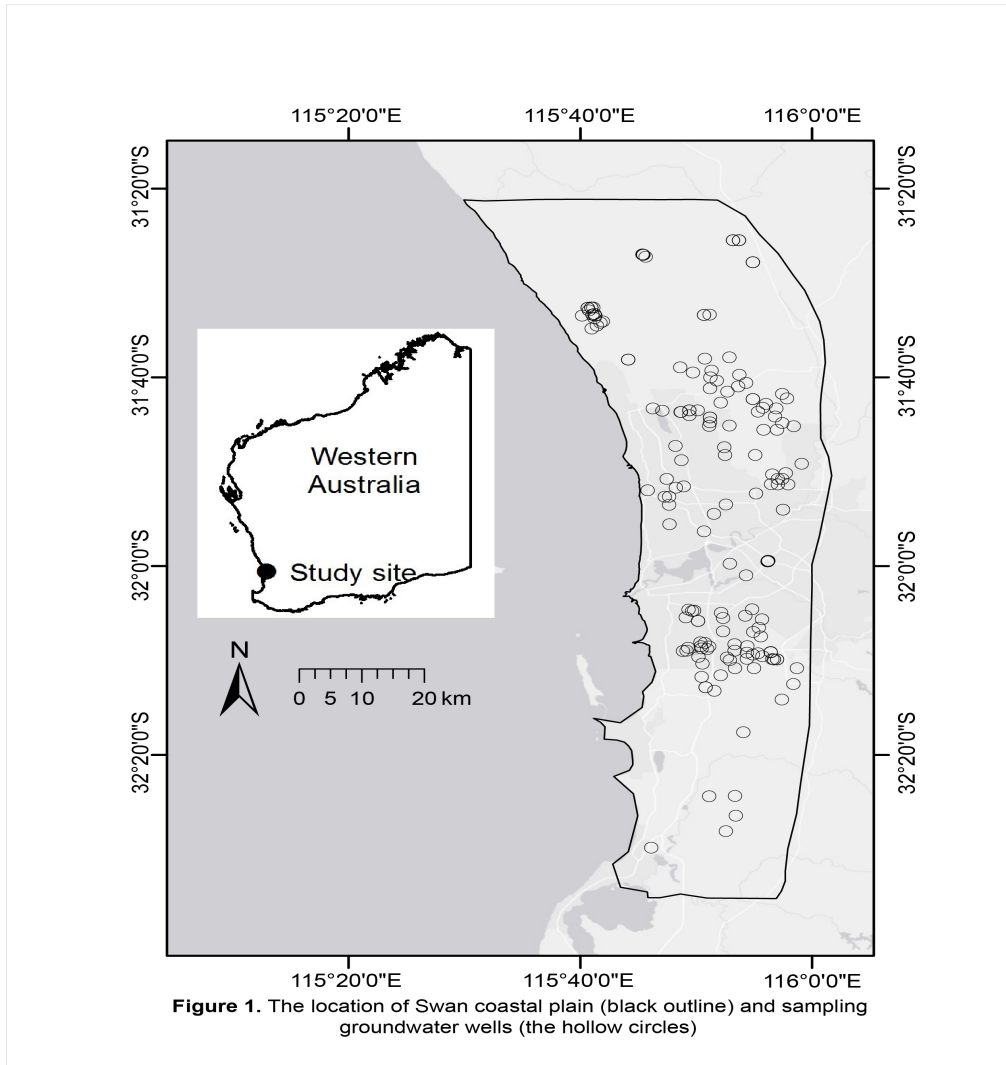 115°20'0"E 115°40'0"E 116°0'0"E
31°20'0"S 31°20'0"S
31°40'0"S 31°40'0"S
Western
Australia
Study site
32°0'0"S 32°0'0"S
N
0 5 10 20 km
32°20'0"S 32°20'0"S
115°20'0"E 115°40'0"E 116°0'0"E
Figure 1. The location of Swan coastal plain (black outline) and sampling
groundwater wells (the hollow circles)